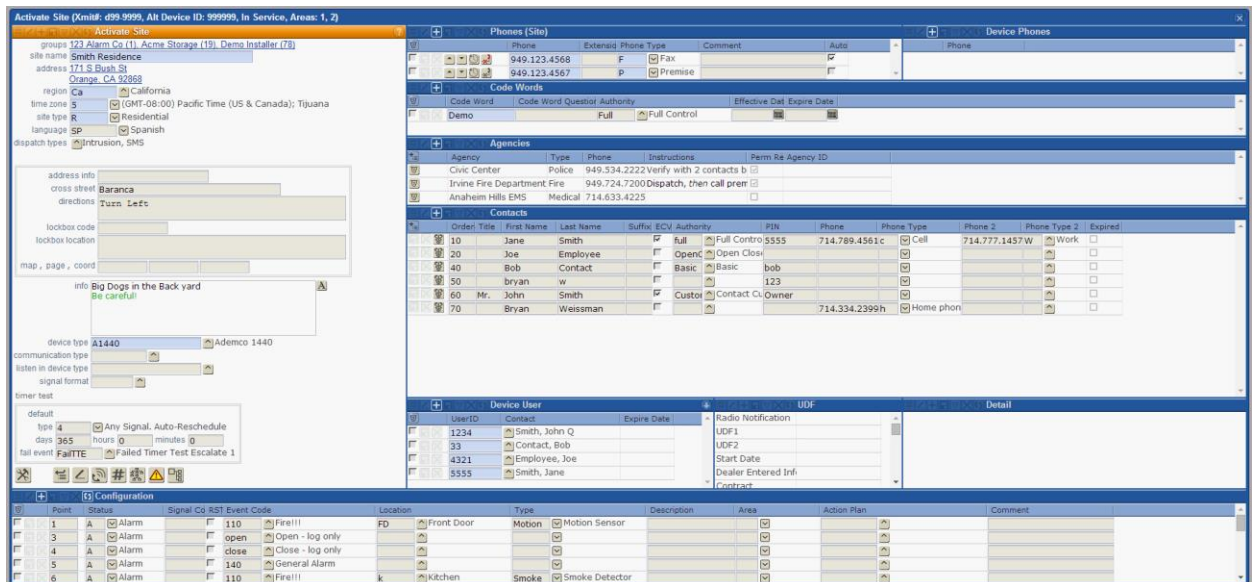 Activate Site (Xmit#: d99-9999, Alt Device ID: 999999, In Service, Areas: 1, 2)
Activate Site
groups 123 Alarm Co (1), Acme Storage (19), Demo Installer (78)
site name Smith Residence
address 171 S Bush St
Orange, CA 92868
region Ca California
time zone 5 (GMT-08:00) Pacific Time (US & Canada); Tijuana
site type R Residential
language SP Spanish
dispatch types Intrusion, SMS
address info
cross street Baranca
directions Turn Left
lockbox code
lockbox location
map , page , coord
info Big Dogs in the Back yard
Be careful!
device type A1440 Ademco 1440
communication type
listen in device type
signal format
timer test
default
type 4 Any Signal. Auto-Reschedule
days 365 hours 0 minutes 0
fail event FailTTE Failed Timer Test Escalate 1
Phones (Site)
Phone Extensio Phone Type Comment Auto
949.123.4568 F Fax
949.123.4567 P Premise
Device Phones
Phone
Code Words
Code Word Code Word Question Authority Effective Dat Expire Date
Demo Full Full Control
Agencies
Agency Type Phone Instructions Perm Re Agency ID
Civic Center Police 949.534.2222 Verify with 2 contacts b
Irvine Fire Department Fire 949.724.7200 Dispatch, then call prem
Anaheim Hills EMS Medical 714.633.4225
Contacts
Orden Title First Name Last Name Suffix ECV Authority PIN Phone Phone Type Phone 2 Phone Type 2 Expired
10 Jane Smith full Full Contro 5555 714.789.4561 c Cell 714.777.1457 W Work
20 Joe Employee OpenC Open Close
40 Bob Contact Basic Basic bob
50 bryan w 123
60 Mr. John Smith Custor Contact Cu Owner
70 Bryan Weissman 714.334.2399 h Home phon
Device User
UserID Contact Expire Date
1234 Smith, John Q
33 Contact, Bob
4321 Employee, Joe
5555 Smith, Jane
UDF
Radio Notification
UDF1
UDF2
Start Date
Dealer Entered Inf
Contract
Detail
Configuration
Point Status Signal Co RST Event Code Location Type Description Area Action Plan Comment
1 A Alarm 110 Fire!!! FD Front Door Motion Motion Sensor
3 A Alarm open Open - log only
4 A Alarm close Close - log only
5 A Alarm 140 General Alarm
6 A Alarm 110 Fire!!! k Kitchen Smoke Smoke Detector